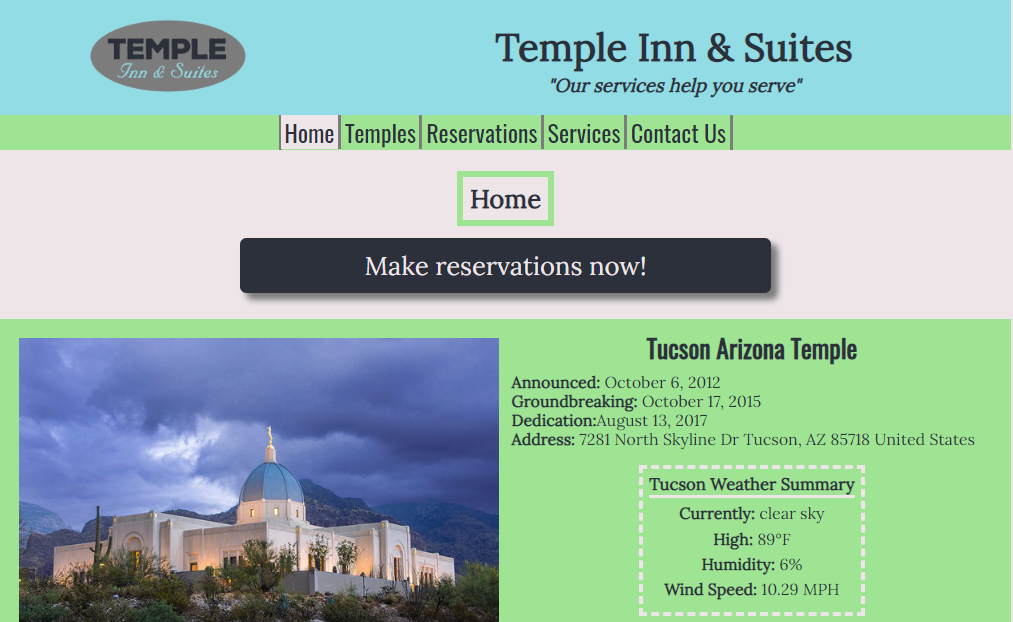 TEMPLE
Inn & Suites
Temple Inn & Suites
"Our services help you serve"
Home Temples Reservations Services Contact Us
Home
Make reservations now!
Tucson Arizona Temple
Announced: October 6, 2012
Groundbreaking: October 17, 2015
Dedication:August 13, 2017
Address: 7281 North Skyline Dr Tucson, AZ 85718 United States
Tucson Weather Summary
Currently: clear sky
High: 89°F
Humidity: 6%
Wind Speed: 10.29 MPH